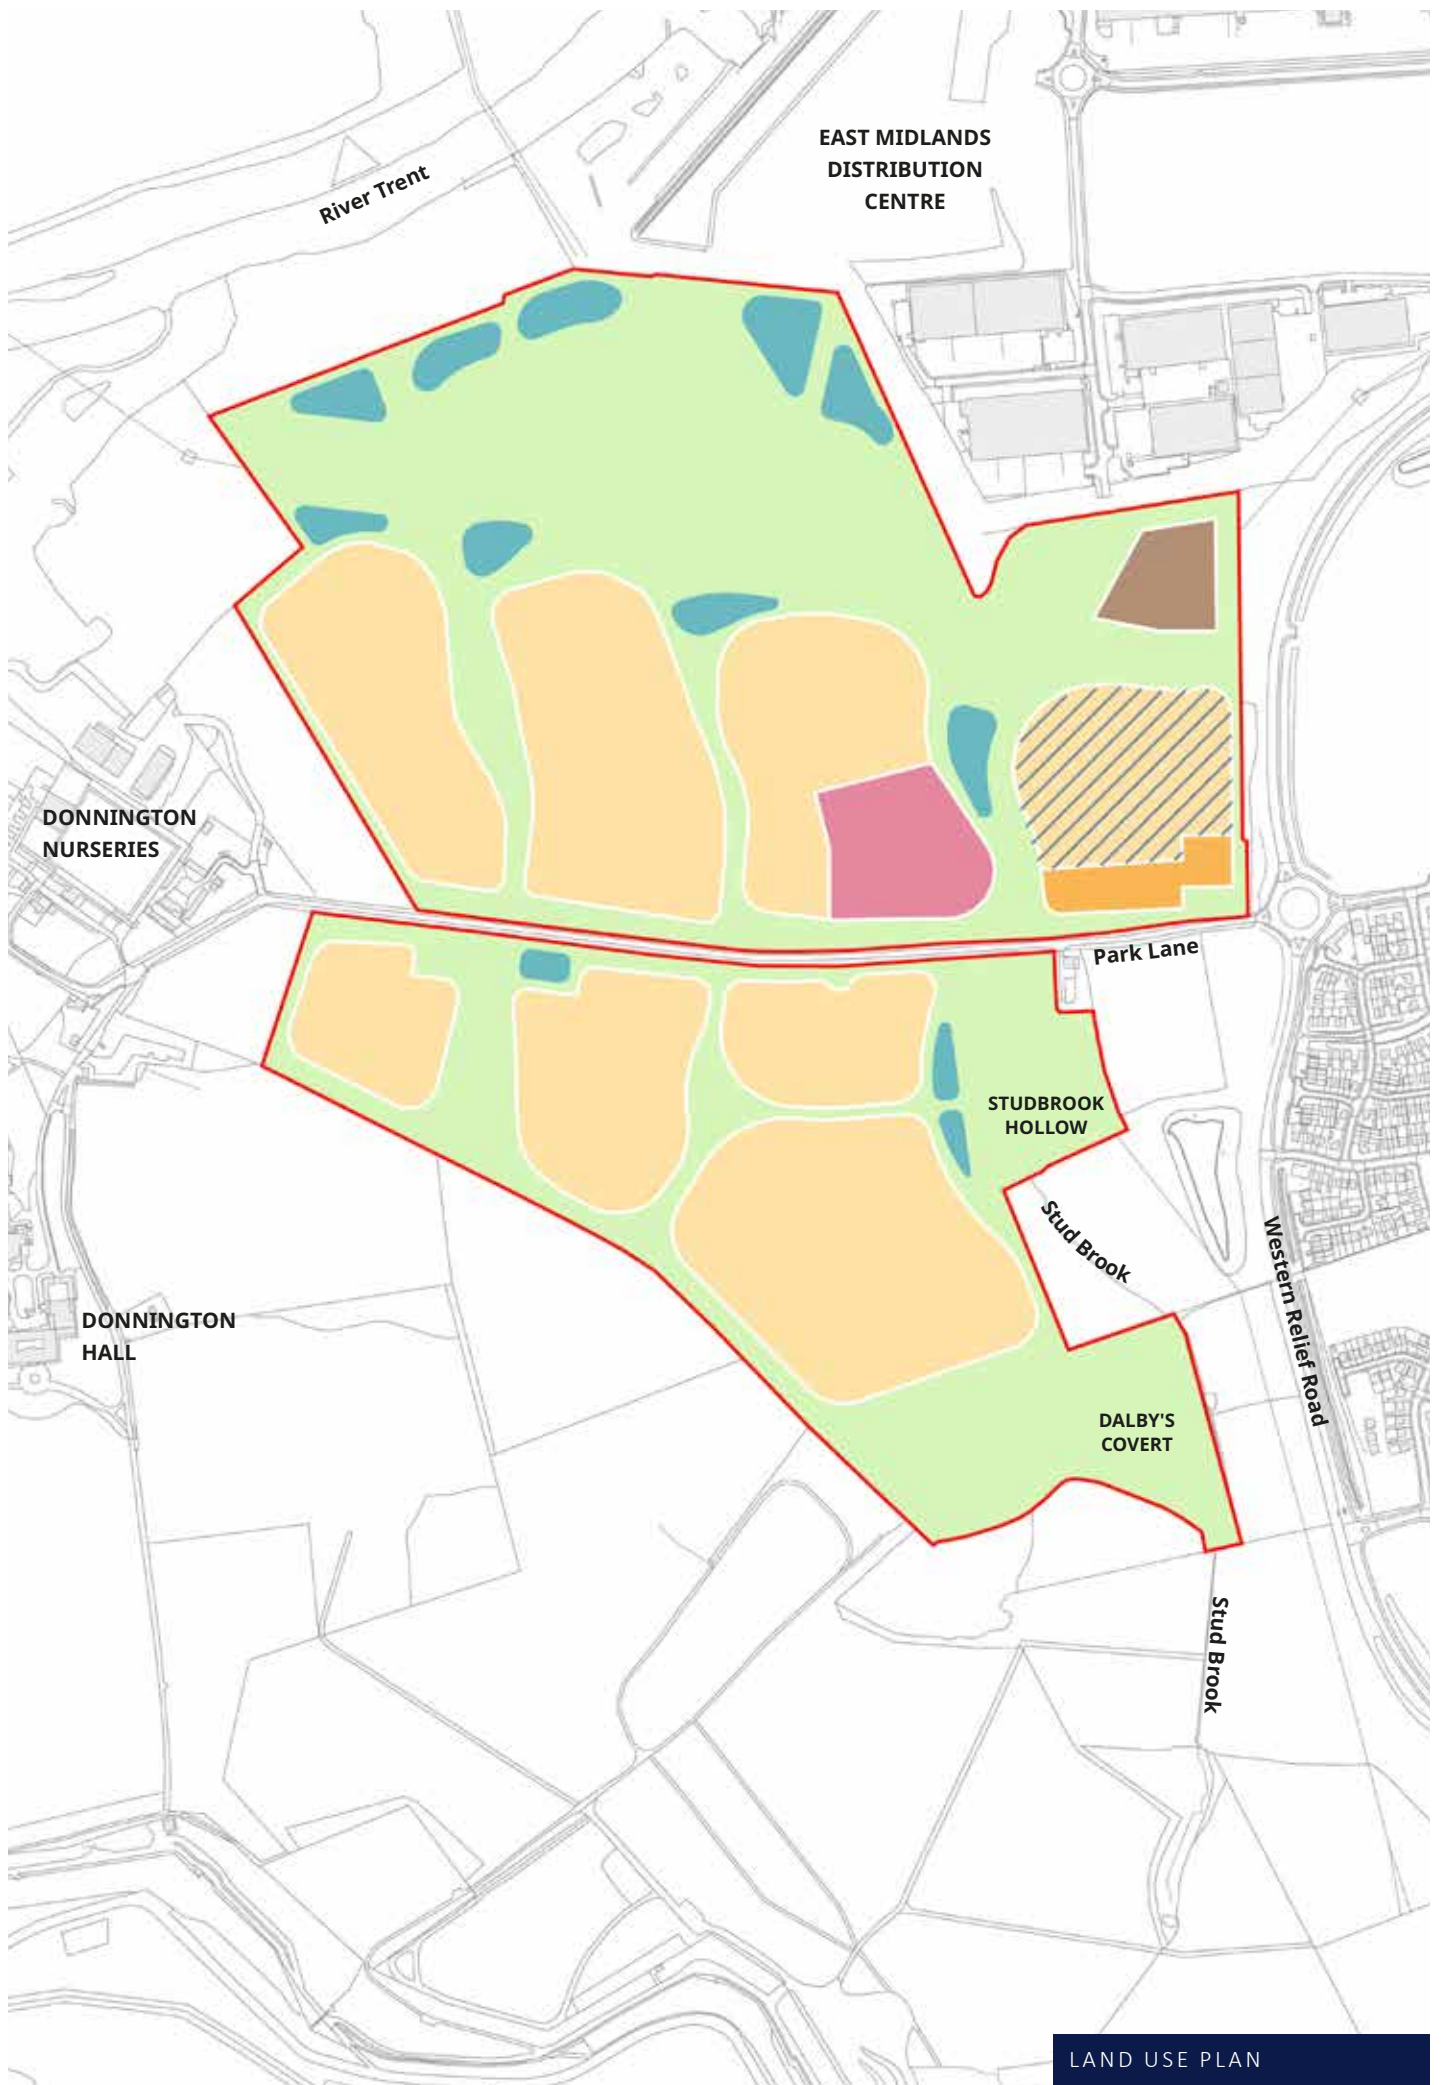 EAST MIDLANDS
DISTRIBUTION
CENTRE
River Trent
DONNINGTON
NURSERIES
Park Lane
STUDBROOK
HOLLOW
Stud Brook
Western Relief Road
DONNINGTON
HALL
DALBY'S
COVERT
Stud Brook
LAND USE PLAN